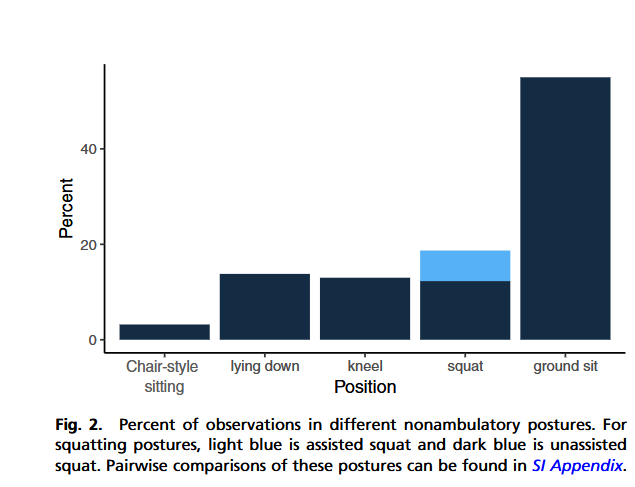 40
20
0
Percent
Chair-style
sitting
lying down
kneel
squat
ground sit
Position
Fig. 2. Percent of observations in different nonambulatory postures. For
squatting postures, light blue is assisted squat and dark blue is unassisted
squat. Pairwise comparisons of these postures can be found in SI Appendix.